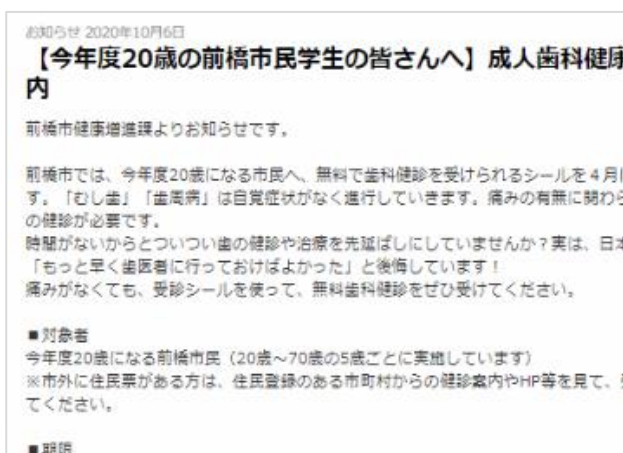 お知らせ 2020年10月6日
【今年度20歳の前橋市民学生の皆さんへ】成人歯科健康
内
前橋市健康増進課よりお知らせです。
前橋市では、今年度20歳になる市民へ、無料で歯科健診を受けられるシールを４月に
す。「むし歯」「歯周病」は自覚症状がなく進行していきます。痛みの有無に関わら
の健診が必要です。
時間がないからとついつい歯の健診や治療を先延ばしにしていませんか？実は、日本
「もっと早く歯医者に行っておけばよかった」と後悔しています！
痛みがなくても、受診シールを使って、無料歯科健診をぜひ受けてください。
■対象者
今年度20歳になる前橋市民（20歳～70歳の5歳ごとに実施しています）
※市外に住民票がある方は、住民登録のある市町村からの健診案内やHP等を見て、
てください。
■期限